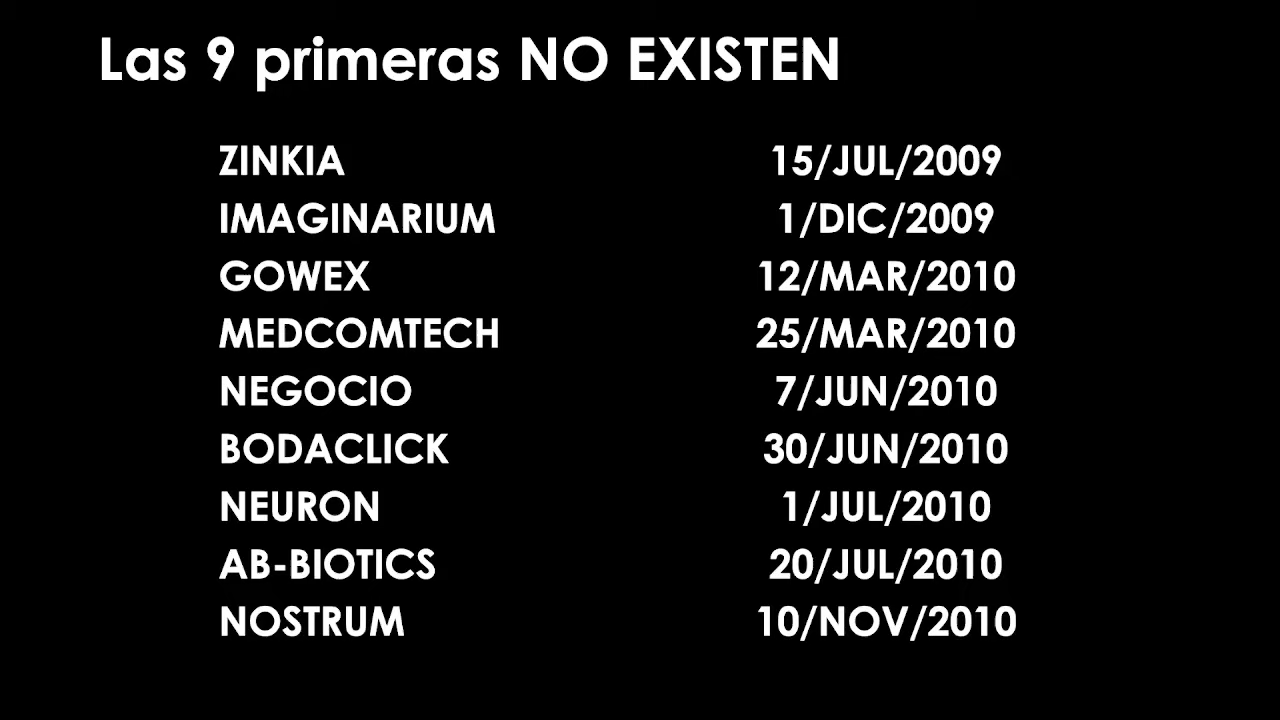 Las 9 primeras NO EXISTEN
ZINKIA 15/JUL/2009
IMAGINARIUM 1/DIC/2009
GOWEX 12/MAR/2010
MEDCOMTECH 25/MAR/2010
NEGOCIO 7/JUN/2010
BODACLICK 30/JUN/2010
NEURON 1/JUL/2010
AB-BIOTICS 20/JUL/2010
NOSTRUM 10/NOV/2010